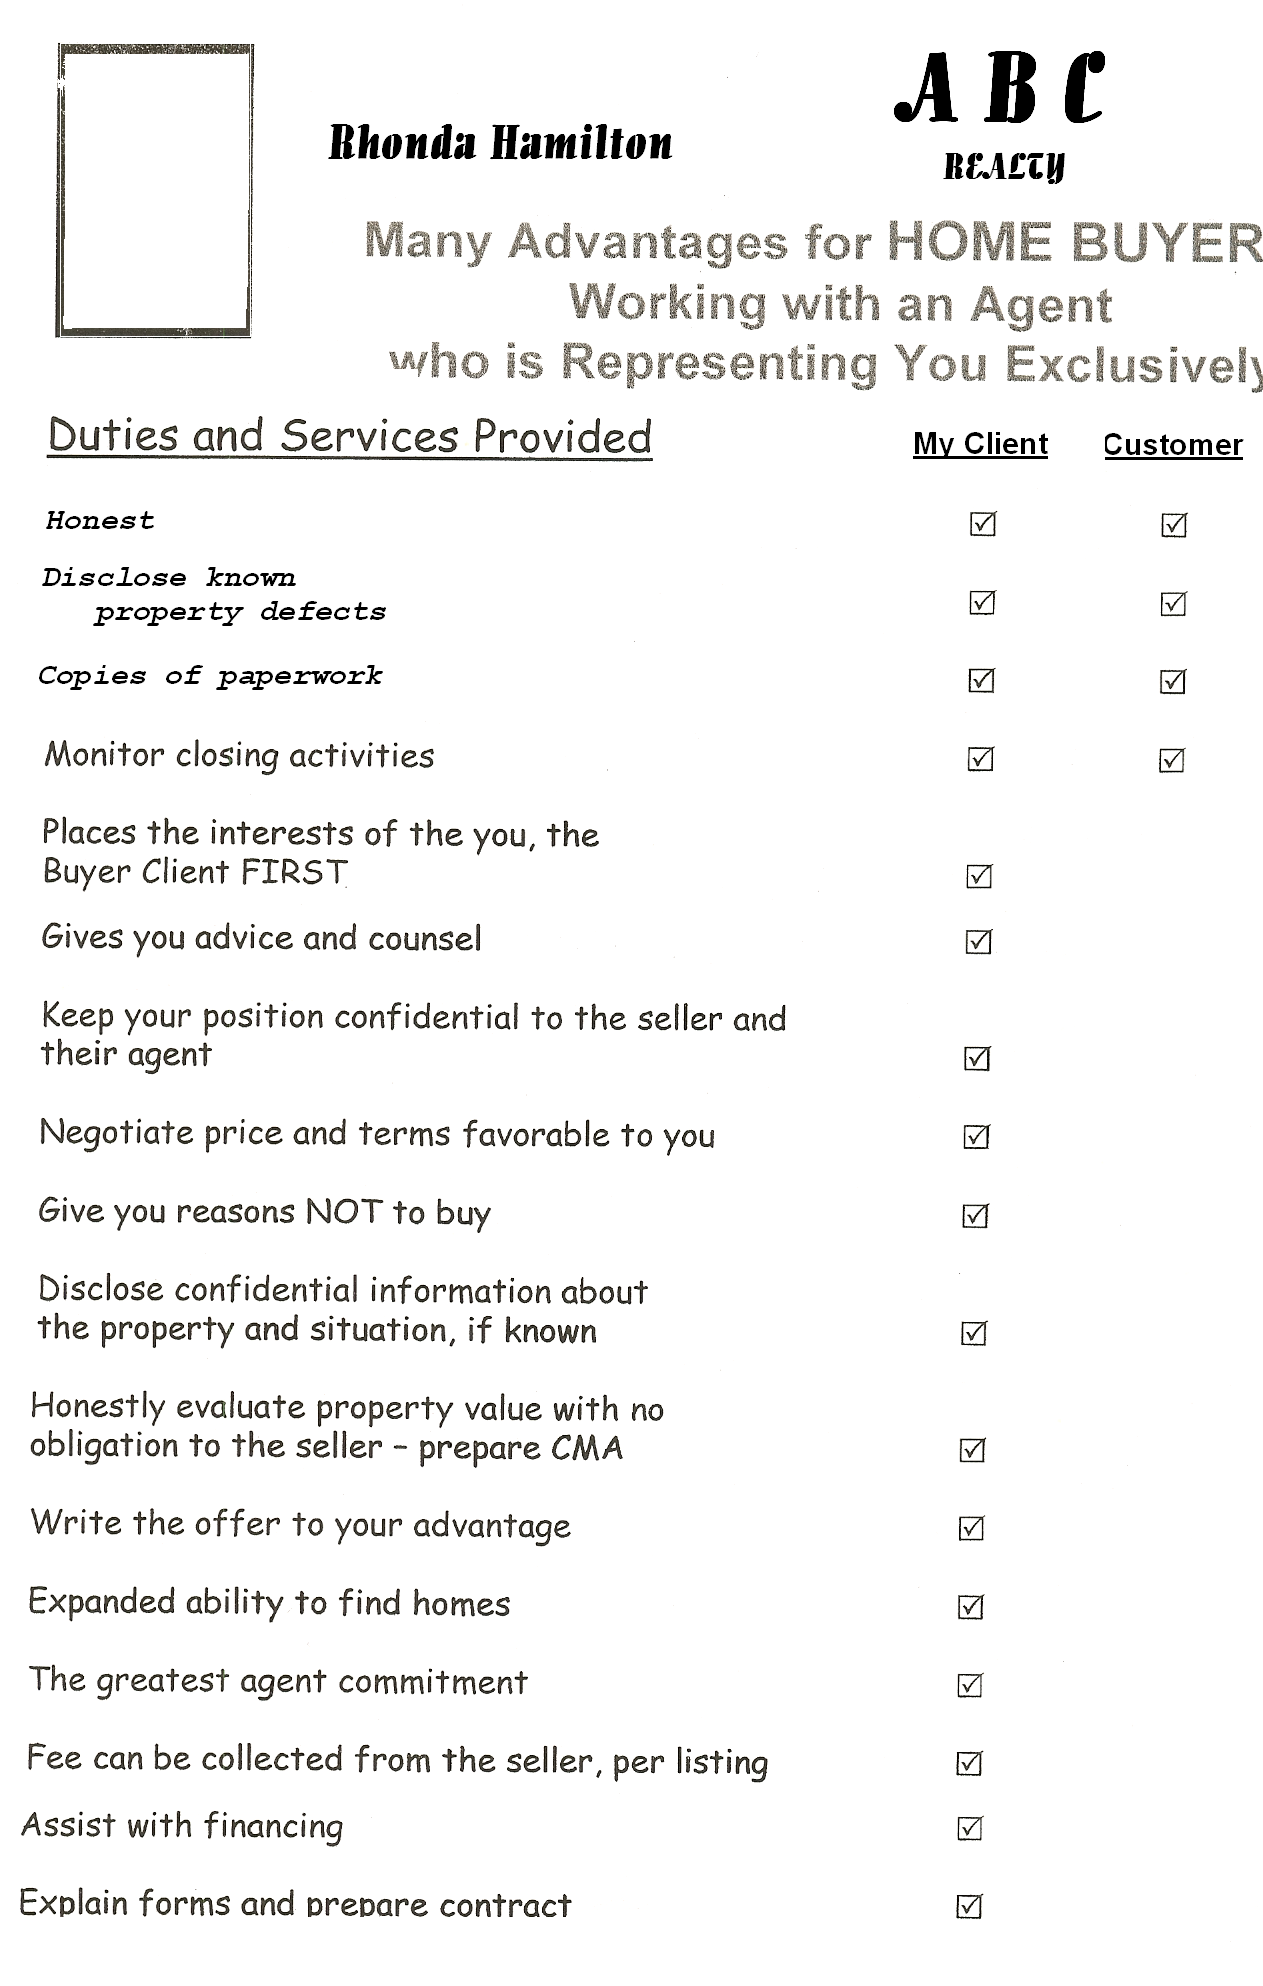 A B C
Rhonda Hamilton
REALTY
Many Advantages for HOME BUYER
Working with an Agent
who is Representing You Exclusively
Duties and Services Provided My Client Customer
Honest ☑ ☑
Disclose known
property defects ☑ ☑
Copies of paperwork ☑ ☑
Monitor closing activities ☑ ☑
Places the interests of the you, the
Buyer Client FIRST ☑
Gives you advice and counsel ☑
Keep your position confidential to the seller and
their agent ☑
Negotiate price and terms favorable to you ☑
Give you reasons NOT to buy ☑
Disclose confidential information about
the property and situation, if known ☑
Honestly evaluate property value with no
obligation to the seller – prepare CMA ☑
Write the offer to your advantage ☑
Expanded ability to find homes ☑
The greatest agent commitment ☑
Fee can be collected from the seller, per listing ☑
Assist with financing ☑
Explain forms and prepare contract ☑